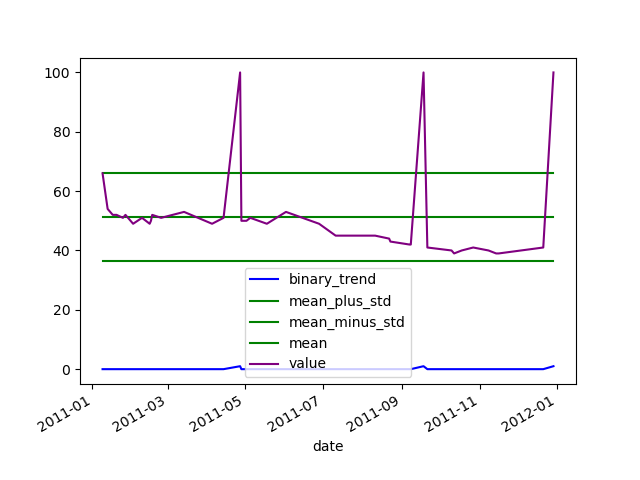 100
80
60
40
20
0
binary_trend
mean_plus_std
mean_minus_std
mean
value
2011-01
2011-03
2011-05
2011-07
2011-09
2011-11
2012-01
date